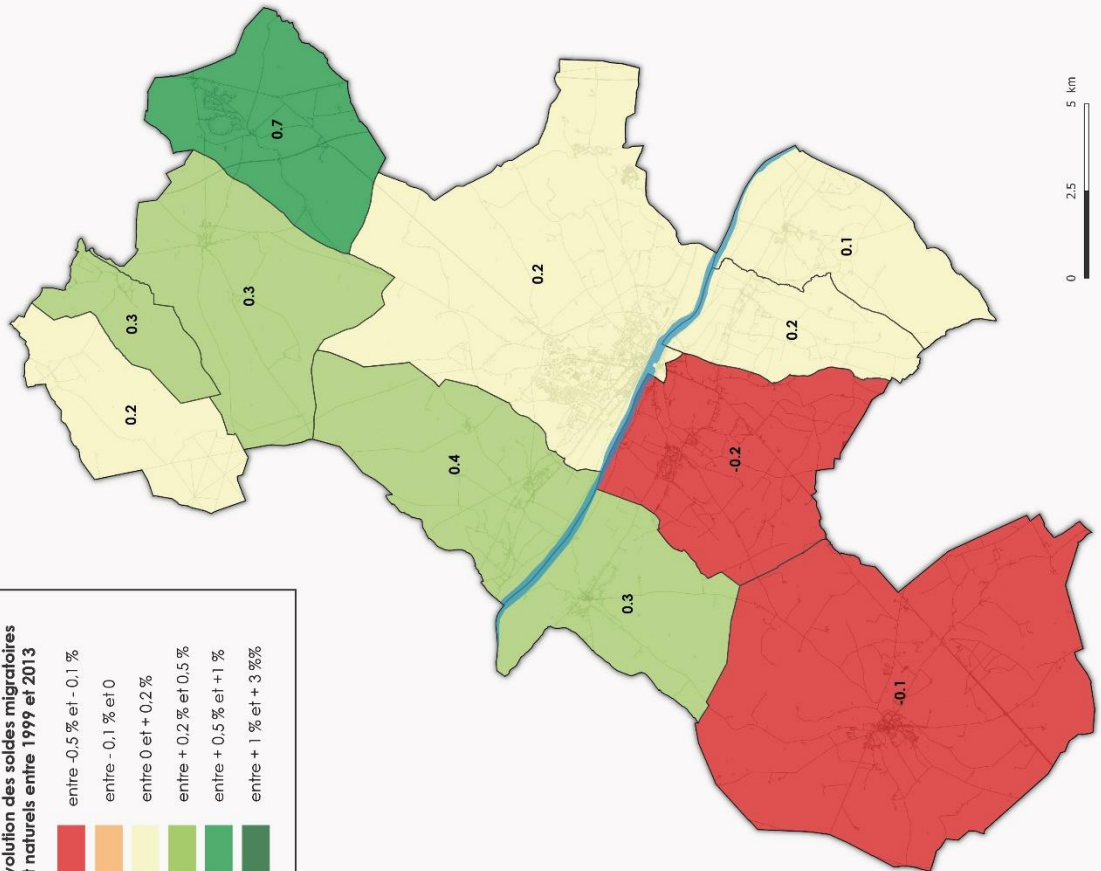 volution des soldes migratoires
t naturels entre 1999 et 2013
entre -0.5 % et - 0,1 %
entre - 0,1 % et 0
entre 0 et + 0,2 %
entre + 0,2 % et 0,5 %
entre + 0,5 % et +1 %
entre + 1 % et + 3 %%
0.2
0.3
0.3
0.7
0.4
0.2
0.3
-0.2
0.2
0.1
-0.1
0 2.5 5 km